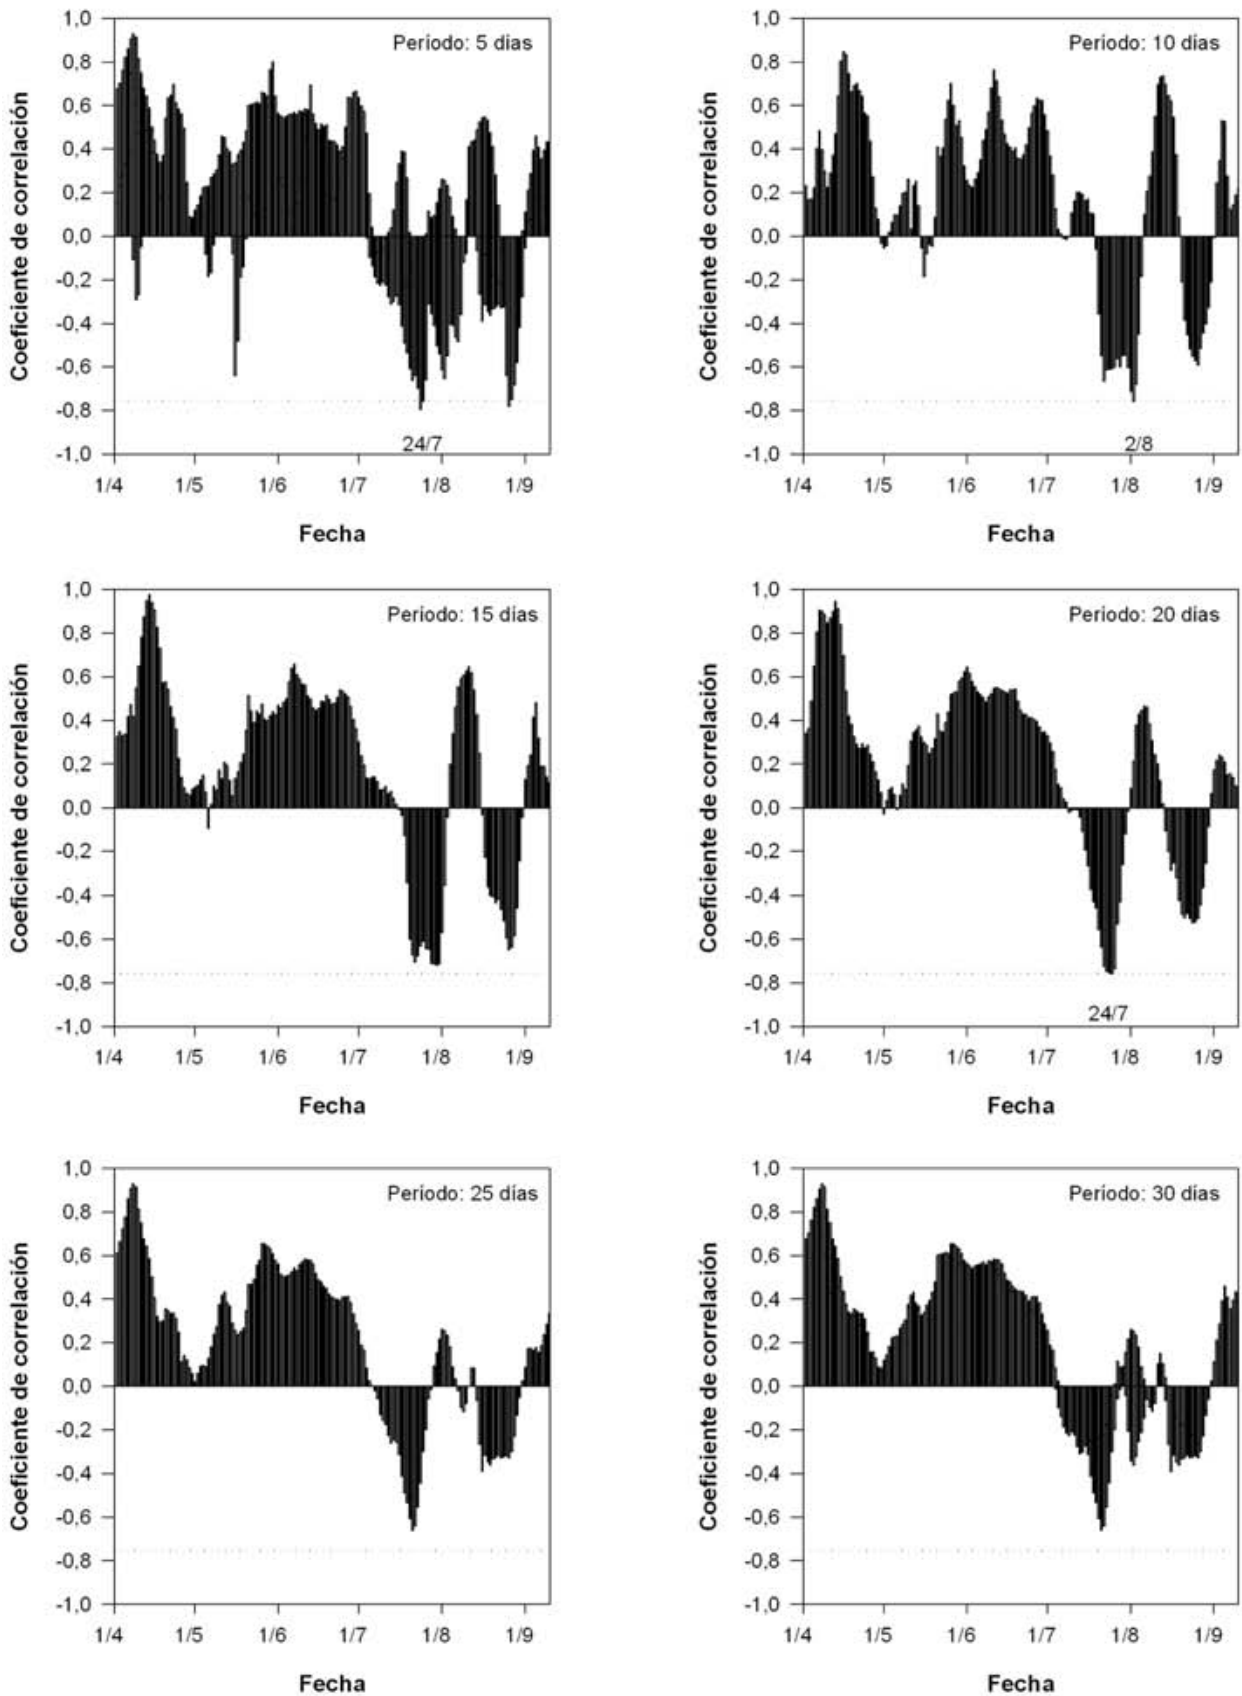 Periodo: 5 dias
Coeficiente de correlación
1,0
0,8
0,6
0,4
0,2
0,0
-0,2
-0,4
-0,6
-0,8
-1,0
24/7
1/4 1/5 1/6 1/7 1/8 1/9
Fecha
Periodo: 10 dias
Coeficiente de correlación
1,0
0,8
0,6
0,4
0,2
0,0
-0,2
-0,4
-0,6
-0,8
-1,0
2/8
1/4 1/5 1/6 1/7 1/8 1/9
Fecha
Periodo: 15 dias
Coeficiente de correlación
1,0
0,8
0,6
0,4
0,2
0,0
-0,2
-0,4
-0,6
-0,8
-1,0
1/4 1/5 1/6 1/7 1/8 1/9
Fecha
Periodo: 20 dias
Coeficiente de correlación
1,0
0,8
0,6
0,4
0,2
0,0
-0,2
-0,4
-0,6
-0,8
-1,0
24/7
1/4 1/5 1/6 1/7 1/8 1/9
Fecha
Periodo: 25 dias
Coeficiente de correlación
1,0
0,8
0,6
0,4
0,2
0,0
-0,2
-0,4
-0,6
-0,8
-1,0
1/4 1/5 1/6 1/7 1/8 1/9
Fecha
Periodo: 30 dias
Coeficiente de correlación
1,0
0,8
0,6
0,4
0,2
0,0
-0,2
-0,4
-0,6
-0,8
-1,0
1/4 1/5 1/6 1/7 1/8 1/9
Fecha